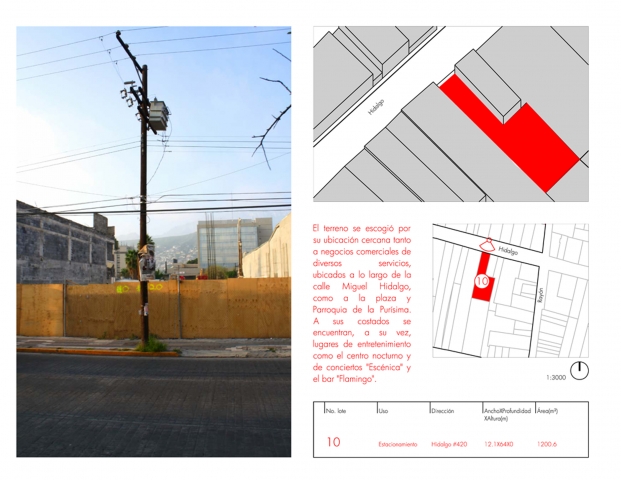 Hidalgo
El terreno se escogió por
su ubicación cercana tanto
a negocios comerciales de
diversos servicios,
ubicados a lo largo de la
calle Miguel Hidalgo,
como a la plaza y
Parroquia de la Purísima.
A sus costados se
encuentran, a su vez,
lugares de entretenimiento
como el centro nocturno y
de conciertos "Escénica" y
el bar "Flamingo".
Hidalgo
Rayón
10
1:3000
No. lote Uso Dirección AnchoXProfundidad Área(m²)
XAltura(m)
10 Estacionamiento Hidalgo #420 12.1X64X0 1200.6